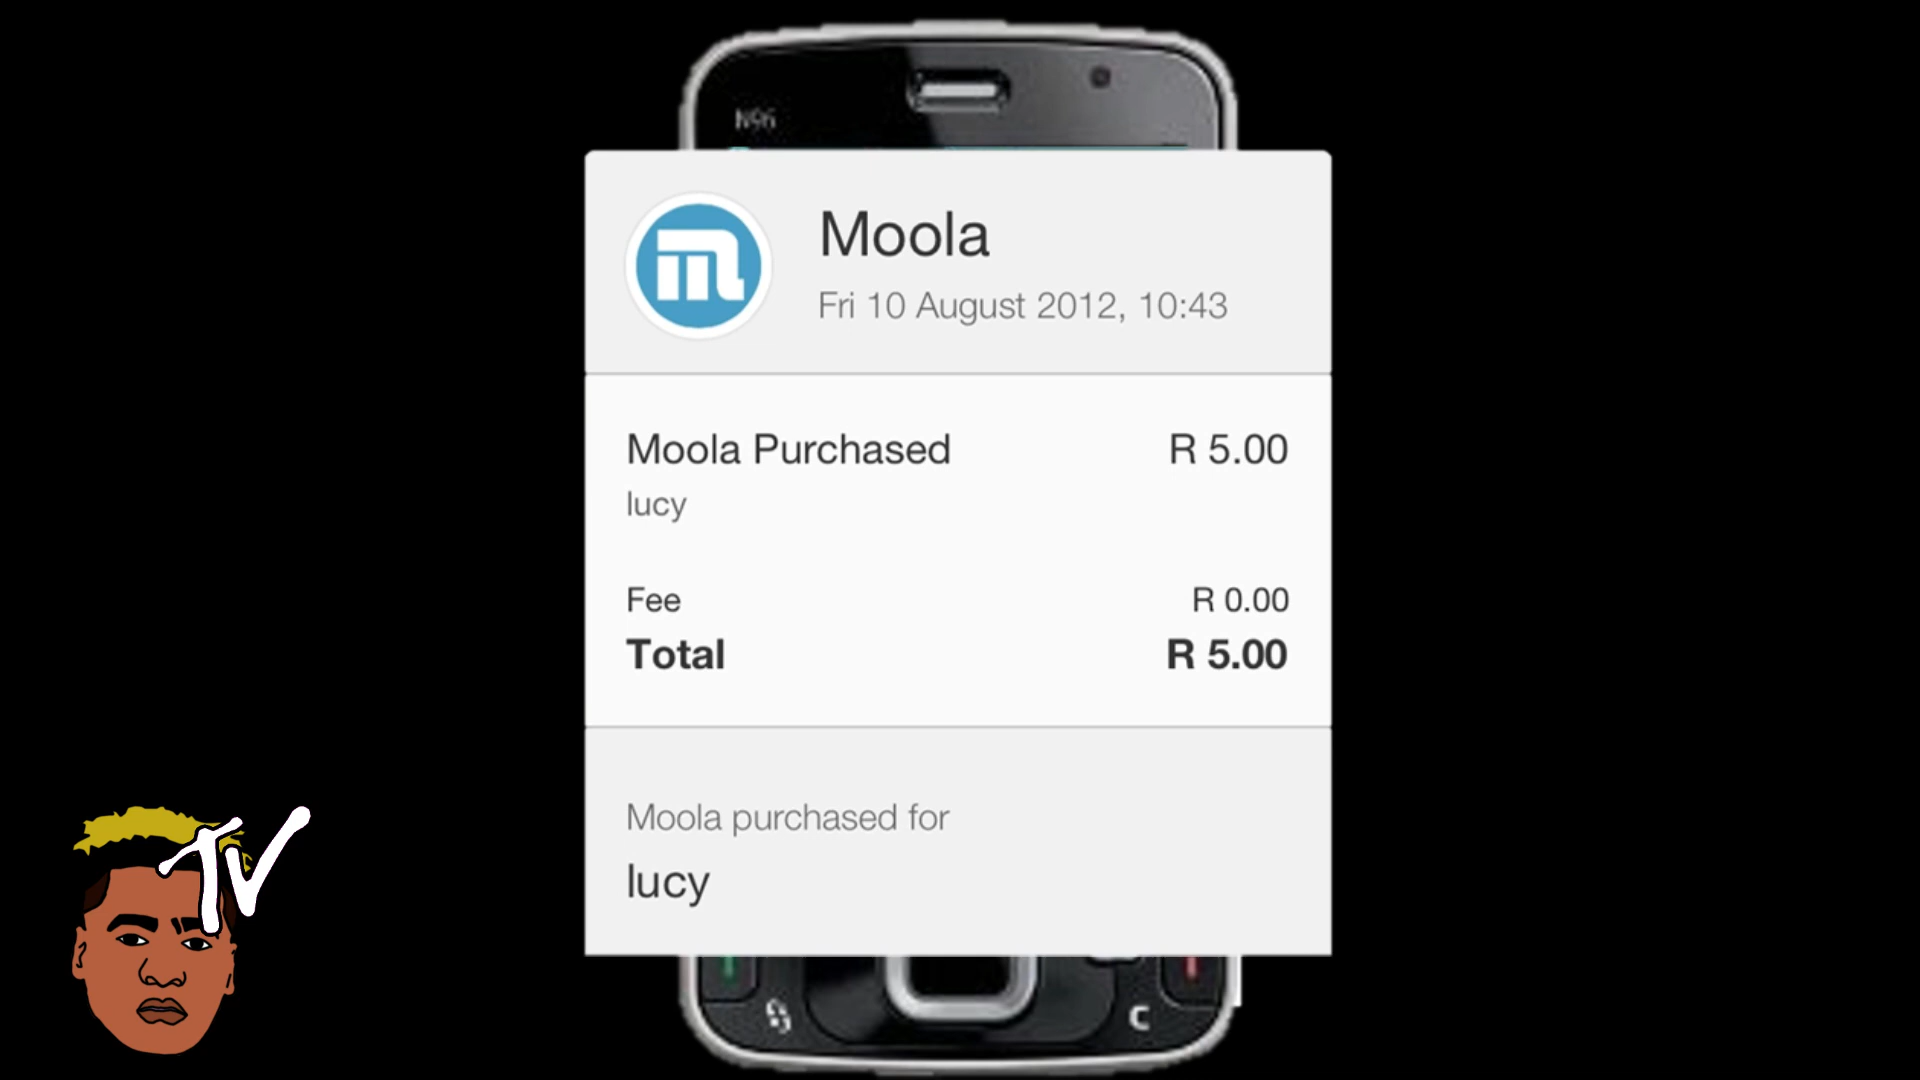 N96
Moola
Fri 10 August 2012, 10:43
Moola Purchased R 5.00
lucy
Fee R 0.00
Total R 5.00
Moola purchased for
lucy
C
TV